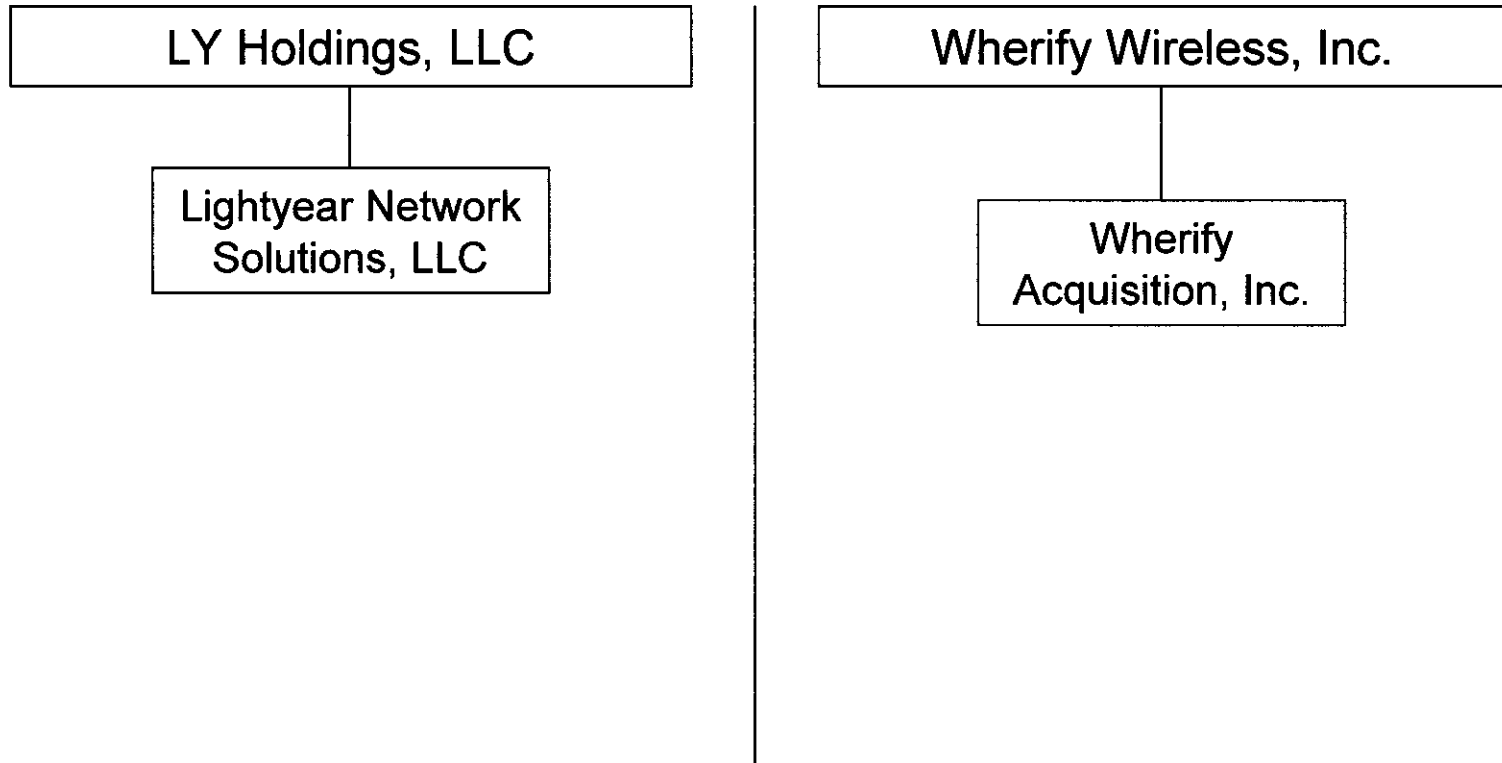 LY Holdings, LLC
Lightyear Network
Solutions, LLC
Wherify Wireless, Inc.
Wherify
Acquisition, Inc.